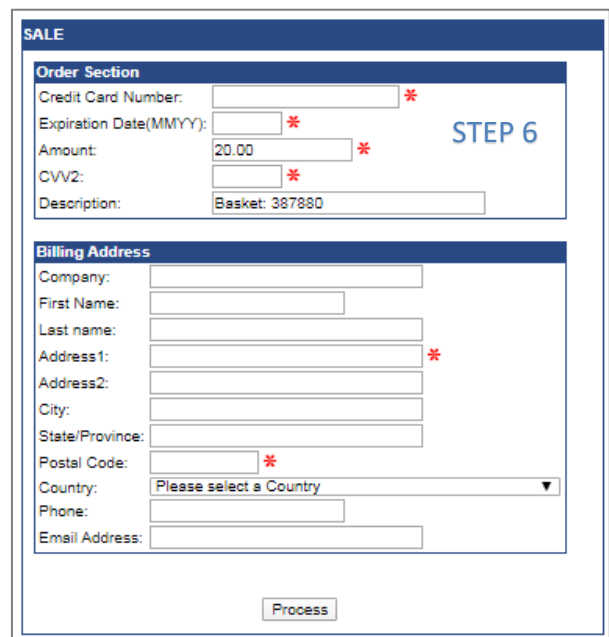 SALE
Order Section
Credit Card Number: *
Expiration Date(MMYY): *
STEP 6
Amount: 20.00 *
CVV2: *
Description: Basket: 387880
Billing Address
Company:
First Name:
Last name:
Address1: *
Address2:
City:
State/Province:
Postal Code: *
Country: Please select a Country ▼
Phone:
Email Address:
Process